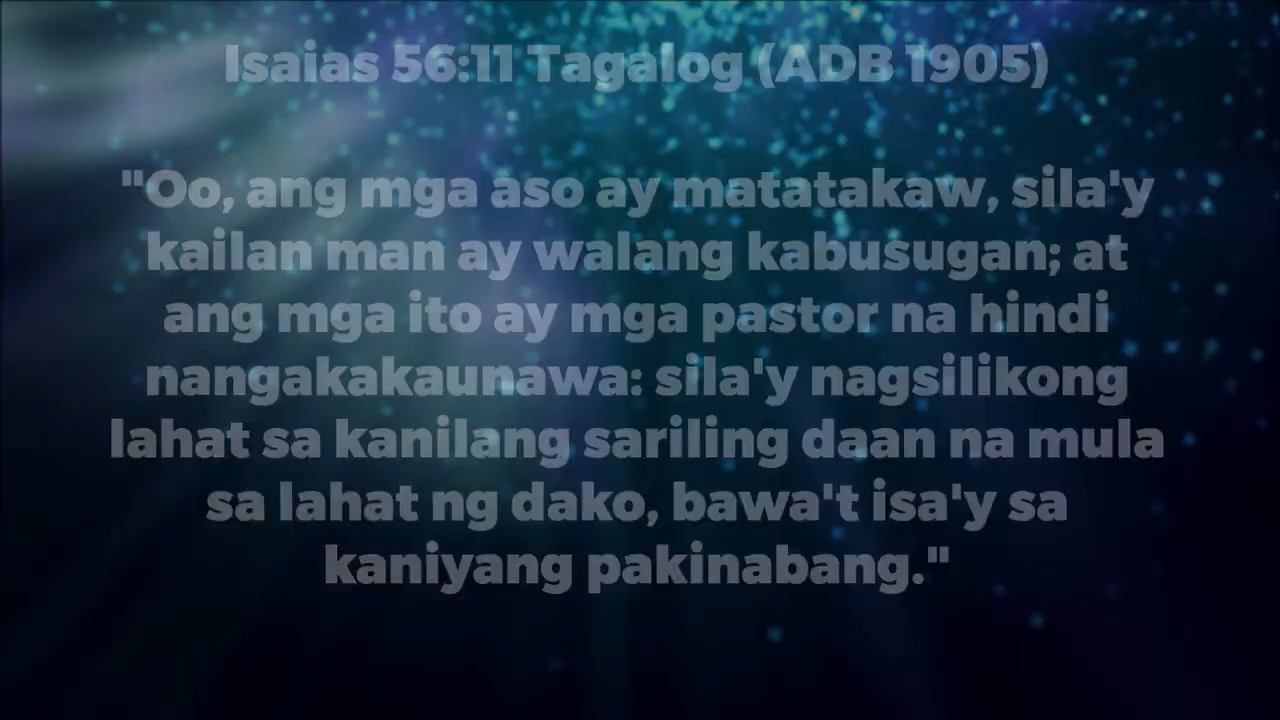 Isaias 56:11 Tagalog (ADB 1905)
"Oo, ang mga aso ay matatakaw, sila'y
kailan man ay walang kabusugan; at
ang mga ito ay mga pastor na hindi
nangakakaunawa: sila'y nagsilikong
lahat sa kanilang sariling daan na mula
sa lahat ng dako, bawa't isa'y sa
kaniyang pakinabang."